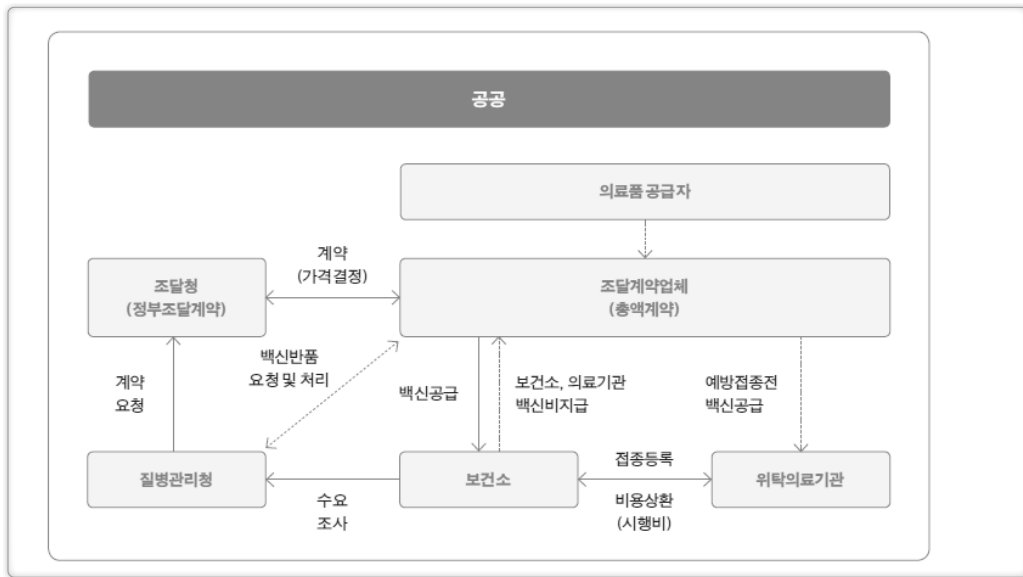 공공
의료품 공급자
계약
(가격결정)
조달청
(정부조달계약)
조달계약업체
(총액계약)
백신반품
요청 및 처리
계약
요청
백신공급
보건소, 의료기관
백신비지급
예방접종전
백신공급
질병관리청
수요
조사
보건소
접종등록
비용상환
(시행비)
위탁의료기관